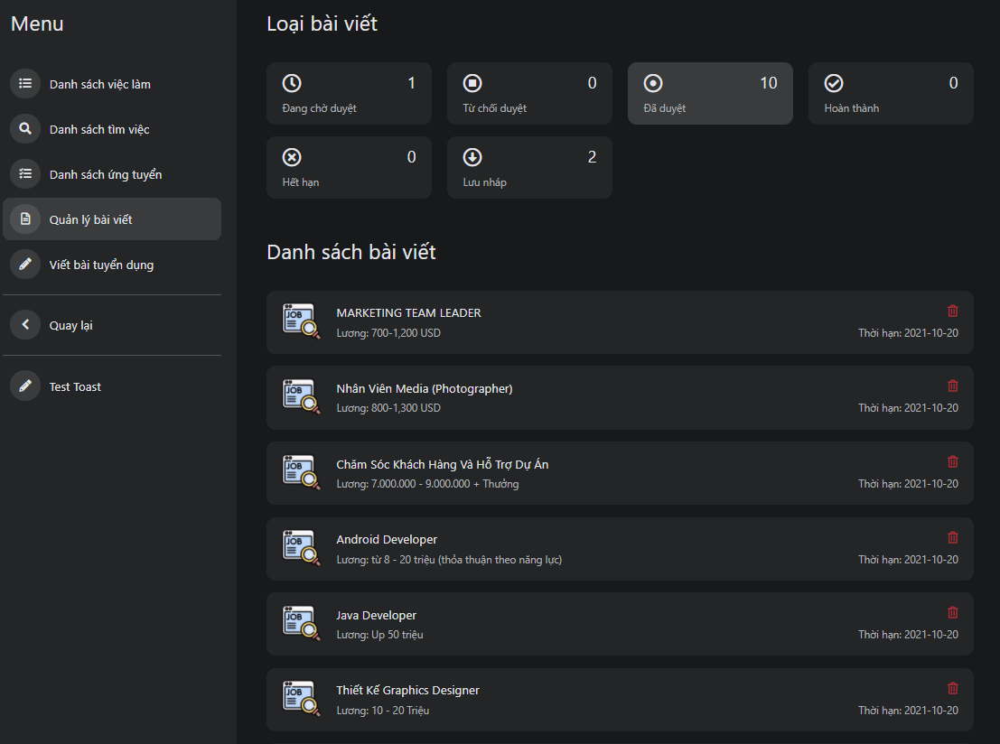 Menu
Danh sách việc làm
Danh sách tìm việc
Danh sách ứng tuyển
Quản lý bài viết
Viết bài tuyển dụng
Quay lại
Test Toast
Loại bài viết
1
Đang chờ duyệt
0
Từ chối duyệt
10
Đã duyệt
0
Hoàn thành
0
Hết hạn
2
Lưu nháp
Danh sách bài viết
JOB
MARKETING TEAM LEADER
Lương: 700-1,200 USD
Thời hạn: 2021-10-20
JOB
Nhân Viên Media (Photographer)
Lương: 800-1,300 USD
Thời hạn: 2021-10-20
JOB
Chăm Sóc Khách Hàng Và Hỗ Trợ Dự Án
Lương: 7.000.000 - 9.000.000 + Thưởng
Thời hạn: 2021-10-20
JOB
Android Developer
Lương: từ 8 - 20 triệu (thỏa thuận theo năng lực)
Thời hạn: 2021-10-20
JOB
Java Developer
Lương: Up 50 triệu
Thời hạn: 2021-10-20
JOB
Thiết Kế Graphics Designer
Lương: 10 - 20 Triệu
Thời hạn: 2021-10-20